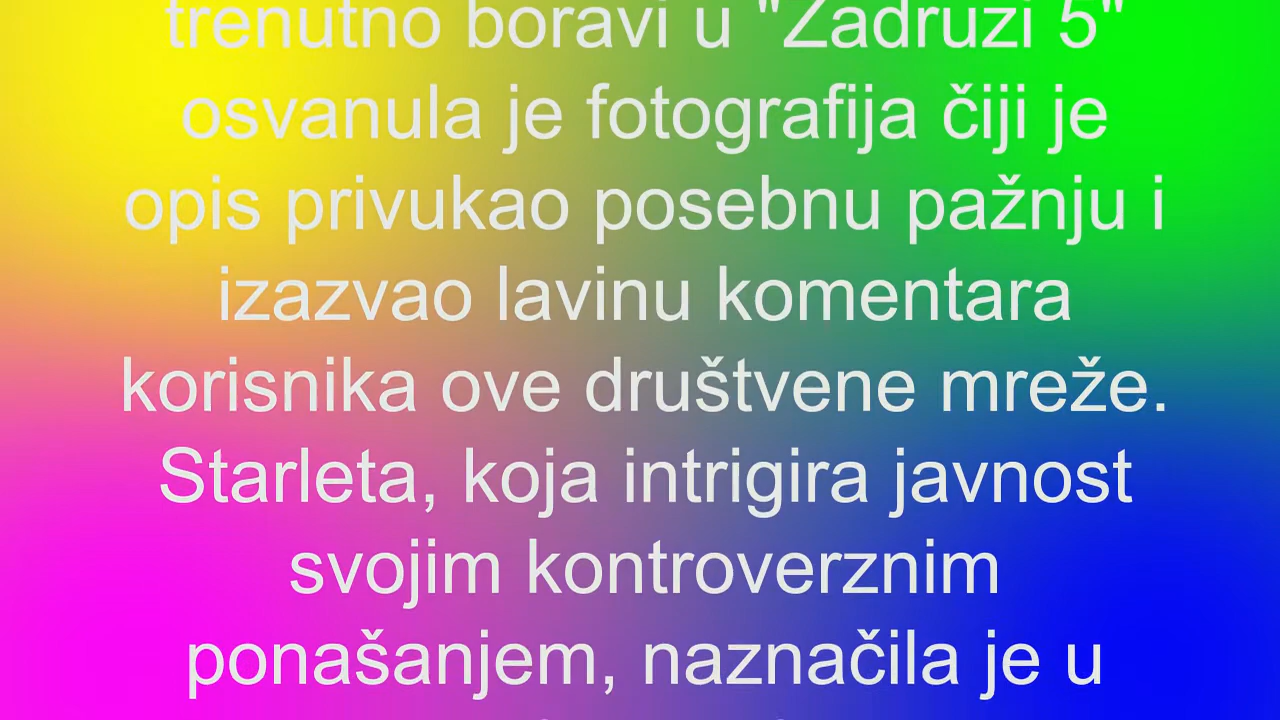 trenutno boravi u "Zadruzi 5"
osvanula je fotografija čiji je
opis privukao posebnu pažnju i
izazvao lavinu komentara
korisnika ove društvene mreže.
Starleta, koja intrigira javnost
svojim kontroverznim
ponašanjem, naznačila je u